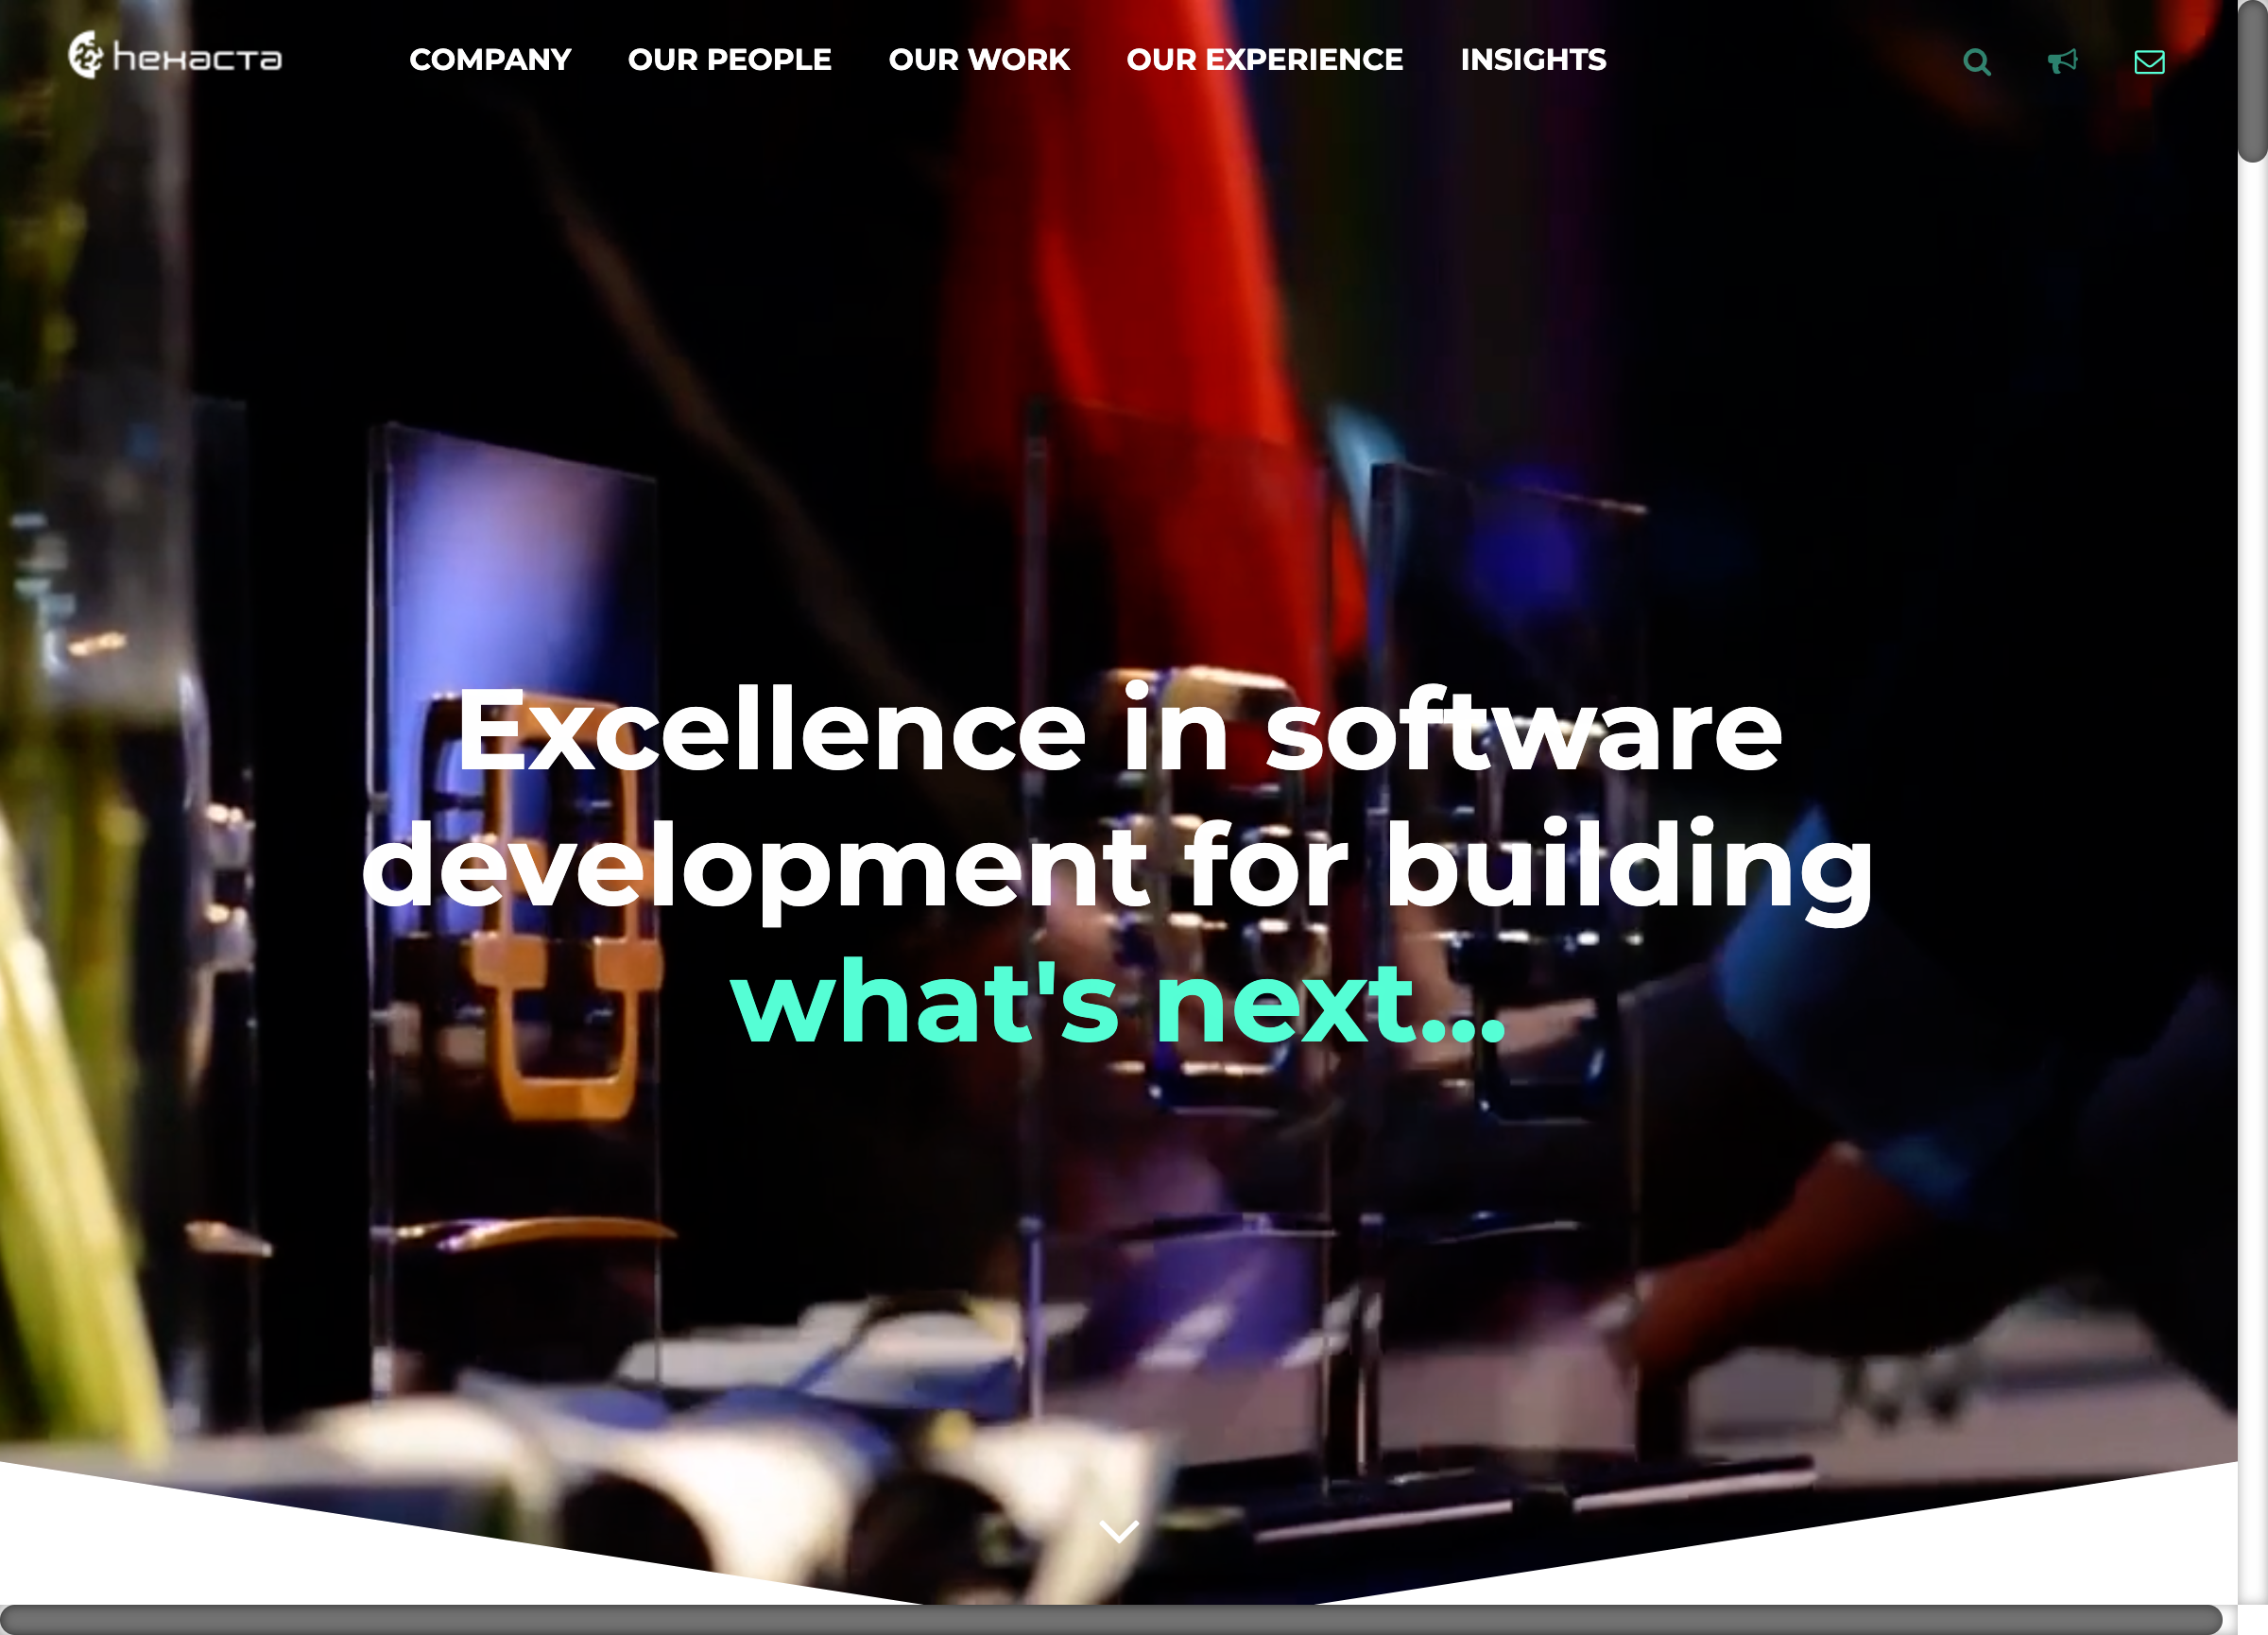 hexacta
COMPANY OUR PEOPLE OUR WORK OUR EXPERIENCE INSIGHTS
Excellence in software
development for building
what's next...